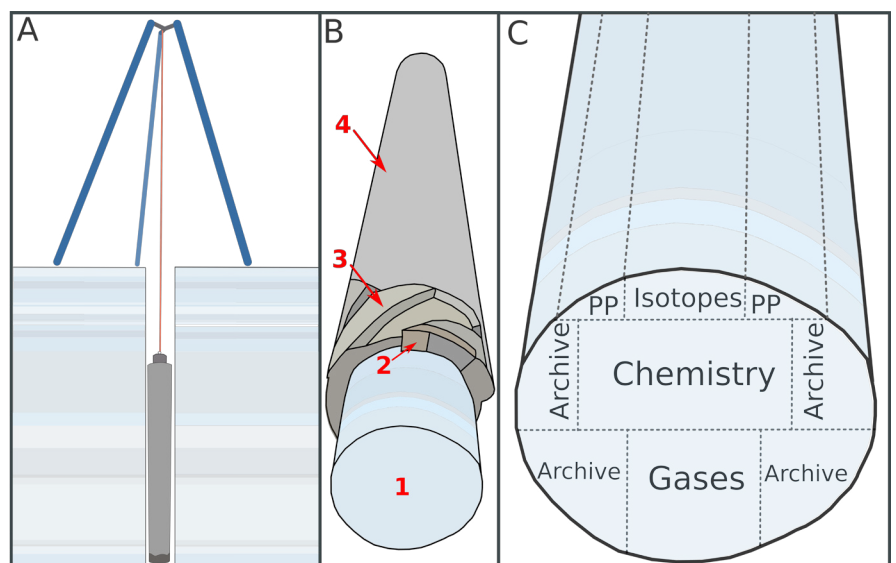 A
B
4
3
2
1
C
PP
Isotopes
PP
Archive
Chemistry
Archive
Archive
Gases
Archive